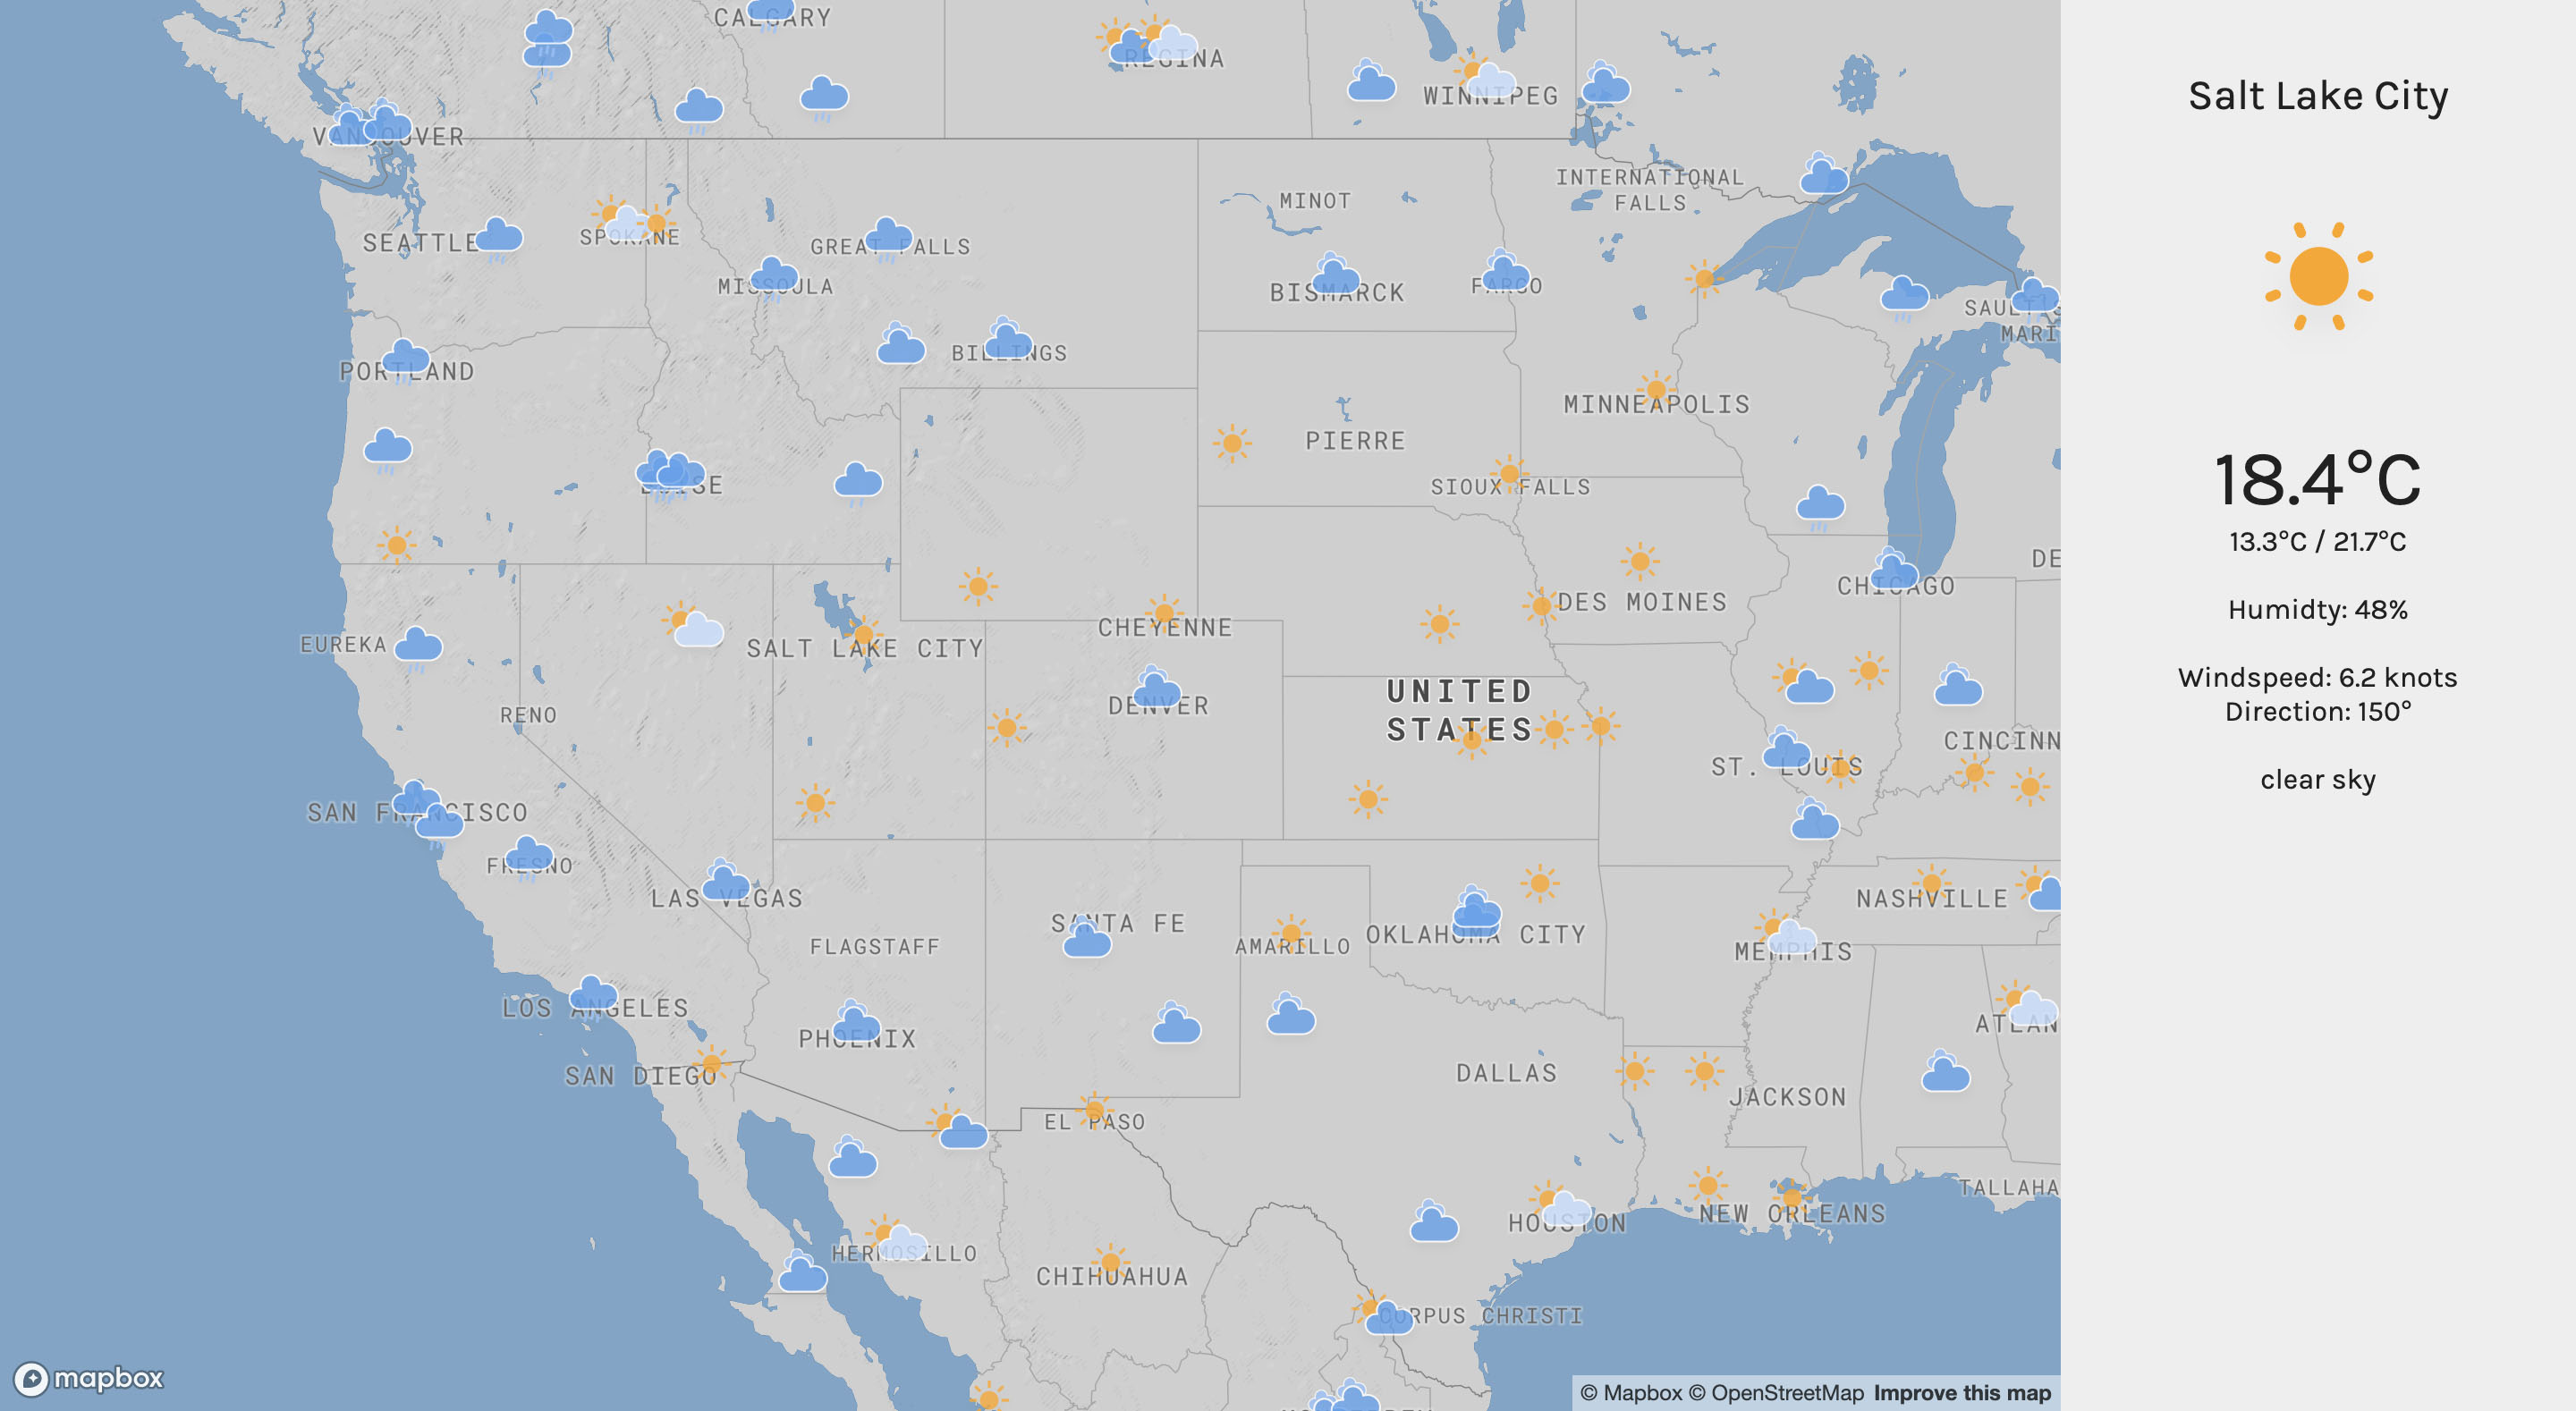 CALGARY
REGINA
WINNIPEG
VANCOUVER
INTERNATIONAL
FALLS
MINOT
SEATTLE
SPOKANE
GREAT FALLS
MISSOULA
BISMARCK
FARGO
MARI
BILLINGS
PORTLAND
MINNEAPOLIS
PIERRE
SIOUX FALLS
BOISE
DE
CHICAGO
DES MOINES
CHEYENNE
EUREKA
SALT LAKE CITY
UNITED
STATES
DENVER
RENO
CINCINN
ST. LOUIS
SAN FRANCISCO
FRESNO
LAS VEGAS
NASHVILLE
SANTA FE
OKLAHOMA CITY
FLAGSTAFF
AMARILLO
MEMPHIS
LOS ANGELES
ATLAN
PHOENIX
SAN DIEGO
DALLAS
JACKSON
EL PASO
TALLAHA
NEW ORLEANS
HOUSTON
HERMOSILLO
CHIHUAHUA
CORPUS CHRISTI
mapbox
© Mapbox © OpenStreetMap Improve this map
Salt Lake City
18.4°C
13.3°C / 21.7°C
Humidty: 48%
Windspeed: 6.2 knots
Direction: 150°
clear sky